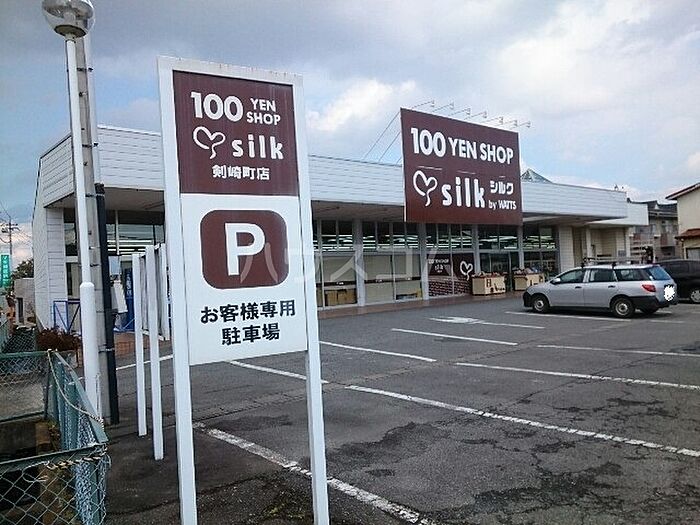 100 YEN
SHOP
silk
剣崎町店
P
お客様専用
駐車場
100 YEN SHOP
silk シルク
by WATTS